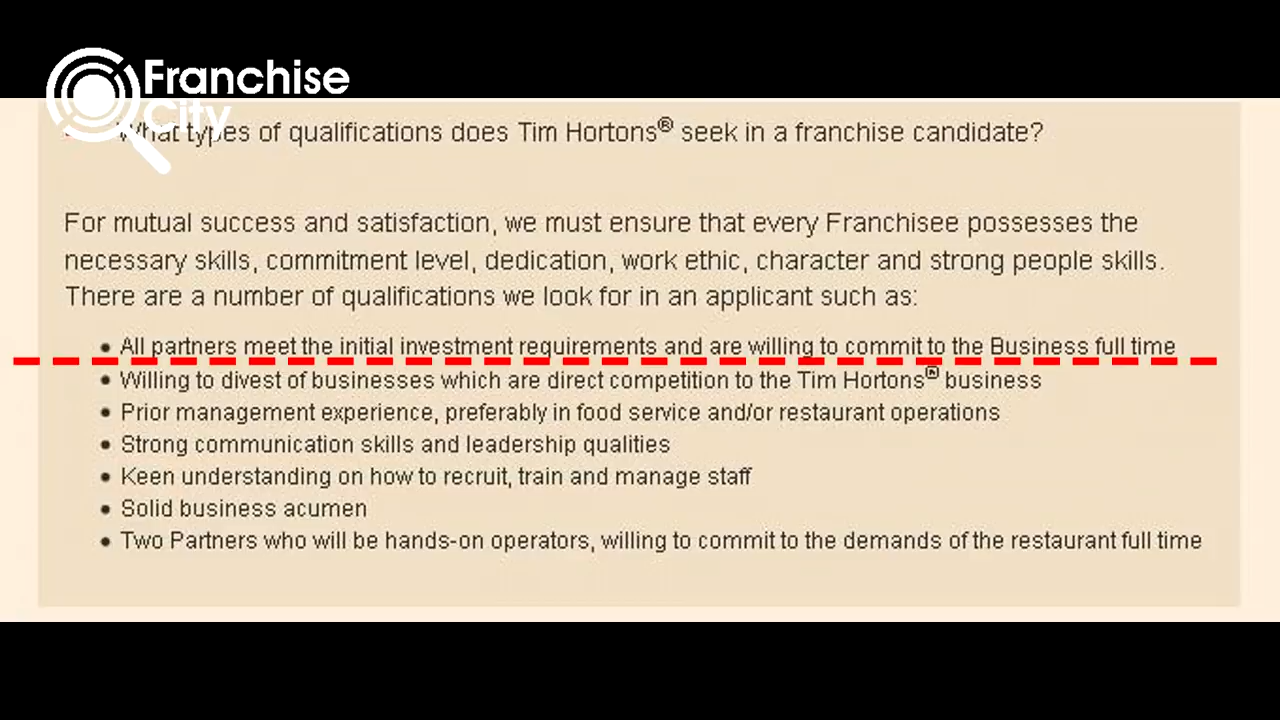 Franchise
City
What types of qualifications does Tim Hortons® seek in a franchise candidate?
For mutual success and satisfaction, we must ensure that every Franchisee possesses the
necessary skills, commitment level, dedication, work ethic, character and strong people skills.
There are a number of qualifications we look for in an applicant such as:
• All partners meet the initial investment requirements and are willing to commit to the Business full time
• Willing to divest of businesses which are direct competition to the Tim Hortons® business
• Prior management experience, preferably in food service and/or restaurant operations
• Strong communication skills and leadership qualities
• Keen understanding on how to recruit, train and manage staff
• Solid business acumen
• Two Partners who will be hands-on operators, willing to commit to the demands of the restaurant full time